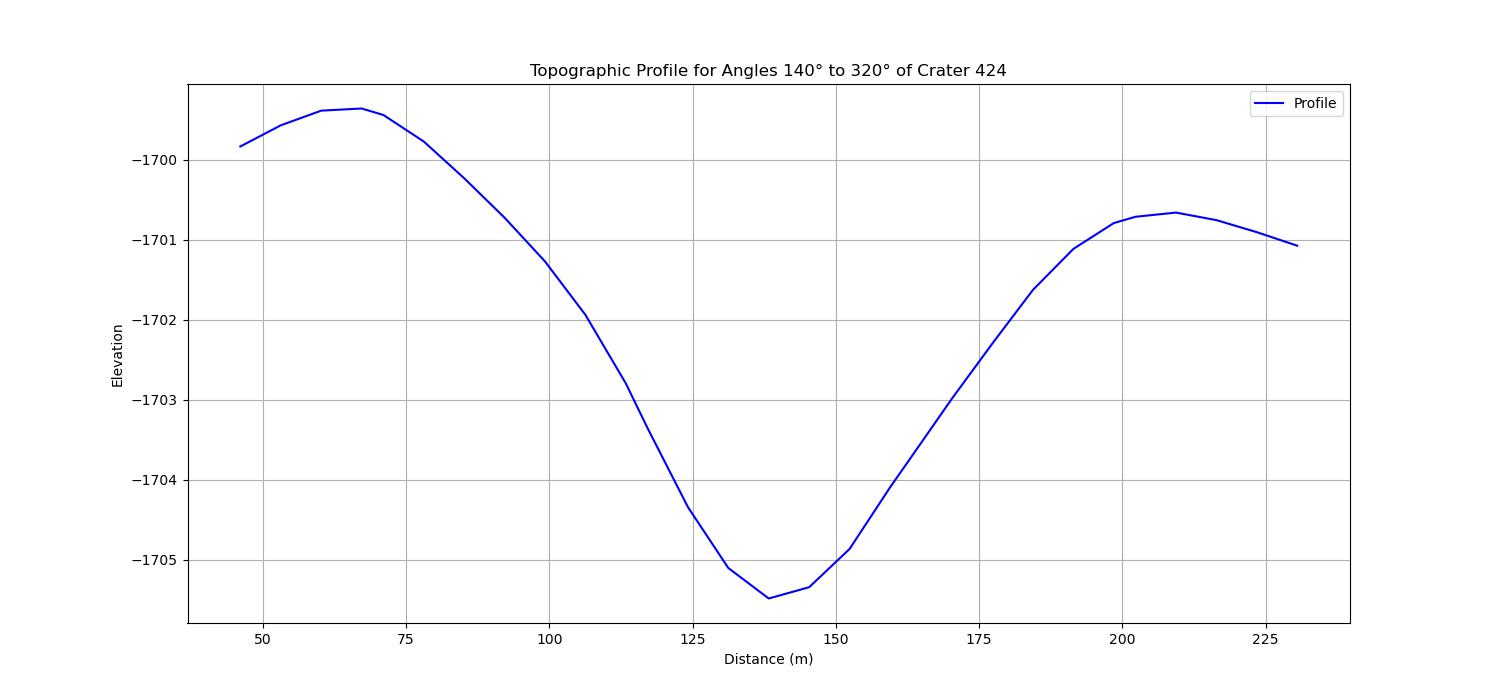 Topographic Profile for Angles 140° to 320° of Crater 424
Profile
−1700
−1701
−1702
−1703
−1704
−1705
Elevation
50 75 100 125 150 175 200 225
Distance (m)